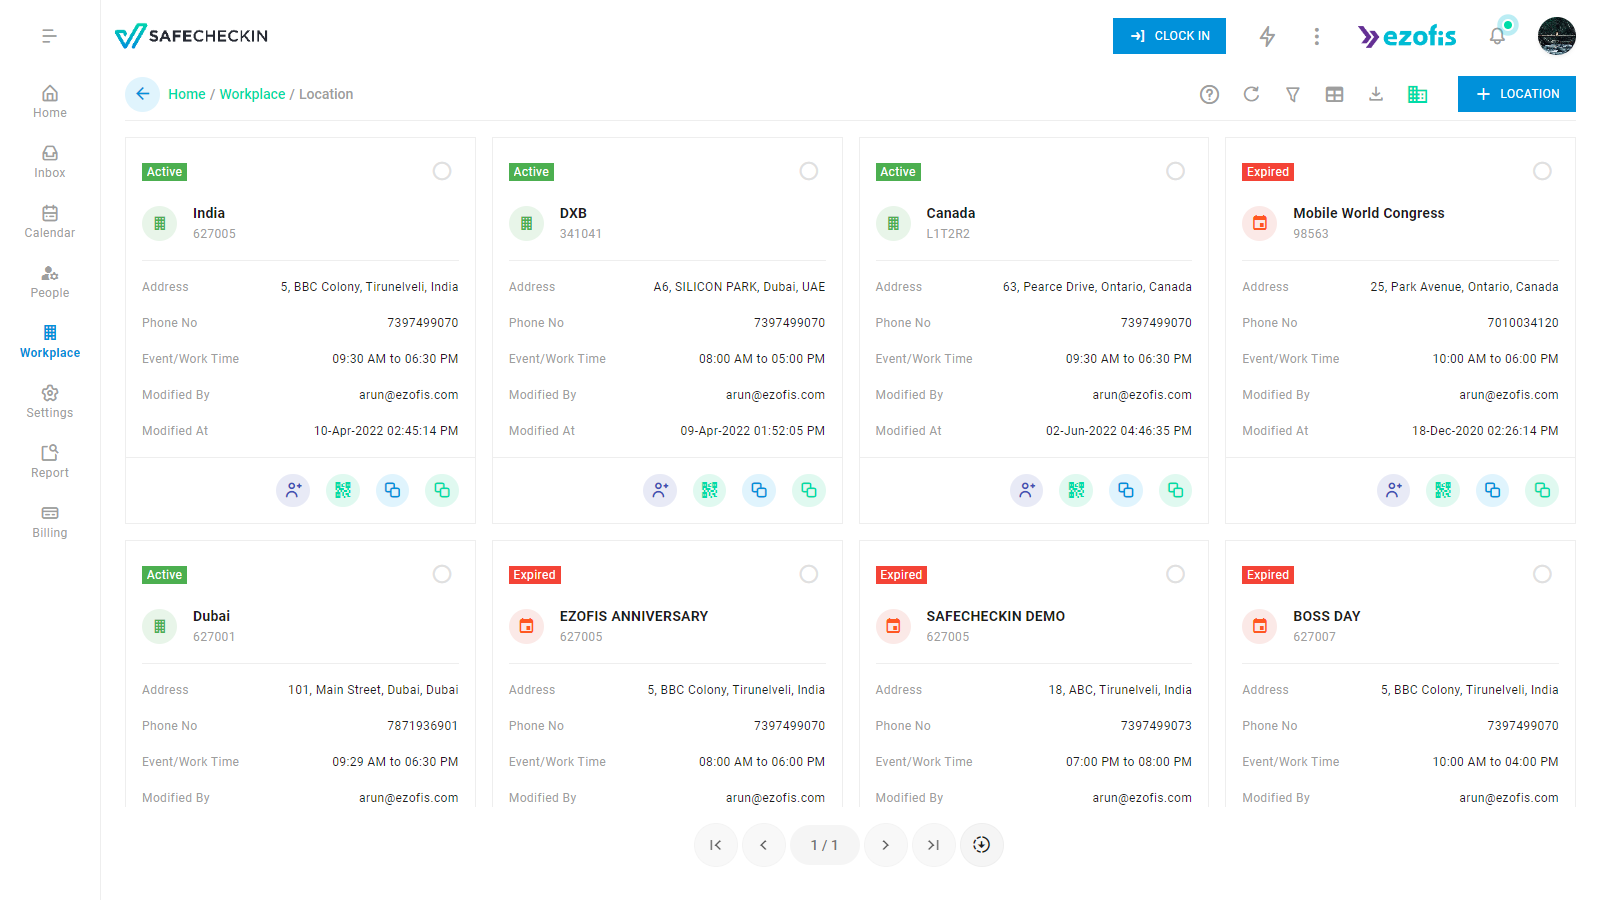 SAFECHECKIN
CLOCK IN
ezofis
Home
Inbox
Calendar
People
Workplace
Settings
Report
Billing
Home / Workplace / Location
LOCATION
Active
India
627005
Address 5, BBC Colony, Tirunelveli, India
Phone No 7397499070
Event/Work Time 09:30 AM to 06:30 PM
Modified By arun@ezofis.com
Modified At 10-Apr-2022 02:45:14 PM
Active
DXB
341041
Address A6, SILICON PARK, Dubai, UAE
Phone No 7397499070
Event/Work Time 08:00 AM to 05:00 PM
Modified By arun@ezofis.com
Modified At 09-Apr-2022 01:52:05 PM
Active
Canada
L1T2R2
Address 63, Pearce Drive, Ontario, Canada
Phone No 7397499070
Event/Work Time 09:30 AM to 06:30 PM
Modified By arun@ezofis.com
Modified At 02-Jun-2022 04:46:35 PM
Expired
Mobile World Congress
98563
Address 25, Park Avenue, Ontario, Canada
Phone No 7010034120
Event/Work Time 10:00 AM to 06:00 PM
Modified By arun@ezofis.com
Modified At 18-Dec-2020 02:26:14 PM
Active
Dubai
627001
Address 101, Main Street, Dubai, Dubai
Phone No 7871936901
Event/Work Time 09:29 AM to 06:30 PM
Modified By arun@ezofis.com
Expired
EZOFIS ANNIVERSARY
627005
Address 5, BBC Colony, Tirunelveli, India
Phone No 7397499070
Event/Work Time 08:00 AM to 06:00 PM
Modified By arun@ezofis.com
Expired
SAFECHECKIN DEMO
627005
Address 18, ABC, Tirunelveli, India
Phone No 7397499073
Event/Work Time 07:00 PM to 08:00 PM
Modified By arun@ezofis.com
Expired
BOSS DAY
627007
Address 5, BBC Colony, Tirunelveli, India
Phone No 7397499070
Event/Work Time 10:00 AM to 04:00 PM
Modified By arun@ezofis.com
1 / 1